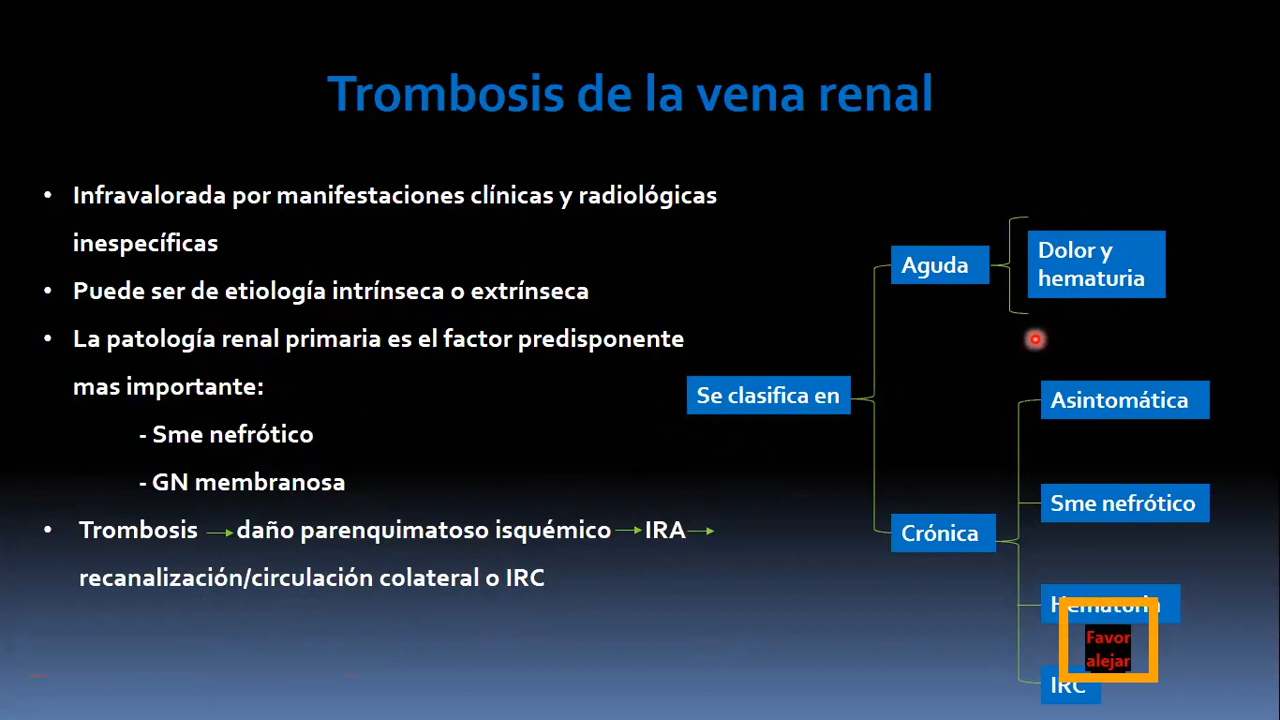 Trombosis de la vena renal
• Infravalorada por manifestaciones clínicas y radiológicas
inespecíficas
• Puede ser de etiología intrínseca o extrínseca
• La patología renal primaria es el factor predisponente
mas importante:
- Sme nefrótico
- GN membranosa
• Trombosis → daño parenquimatoso isquémico → IRA →
recanalización/circulación colateral o IRC
Se clasifica en
Aguda
Dolor y
hematuria
Crónica
Asintomática
Sme nefrótico
Hematuria
IRC
Favor
alejar